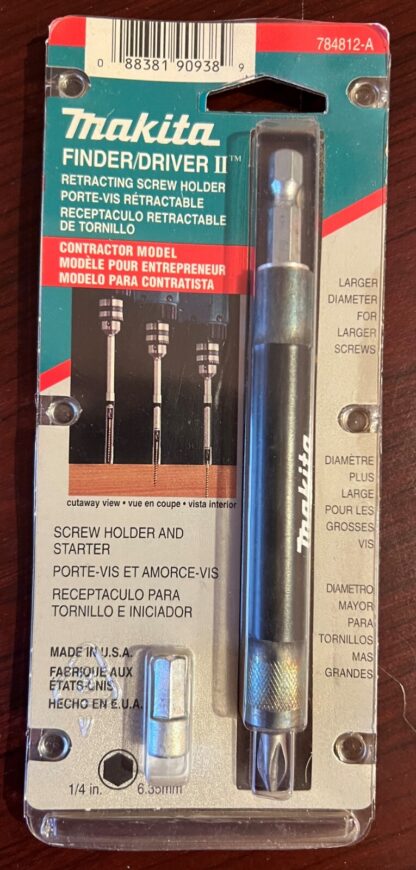 0 88381 90938 9
784812-A
makita
FINDER/DRIVER II™
RETRACTING SCREW HOLDER
PORTE-VIS RÉTRACTABLE
RECEPTACULO RETRACTABLE
DE TORNILLO
CONTRACTOR MODEL
MODÈLE POUR ENTREPRENEUR
MODELO PARA CONTRATISTA
cutaway view • vue en coupe • vista interior
SCREW HOLDER AND
STARTER
PORTE-VIS ET AMORCE-VIS
RECEPTACULO PARA
TORNILLO E INICIADOR
MADE IN U.S.A.
FABRIQUE AUX
ETATS-UNIS
HECHO EN E.U.A.
1/4 in.
6.35mm
makita
LARGER
DIAMETER
FOR
LARGER
SCREWS
DIAMÈTRE
PLUS
LARGE
POUR LES
GROSSES
VIS
DIAMETRO
MAYOR
PARA
TORNILLOS
MAS
GRANDES